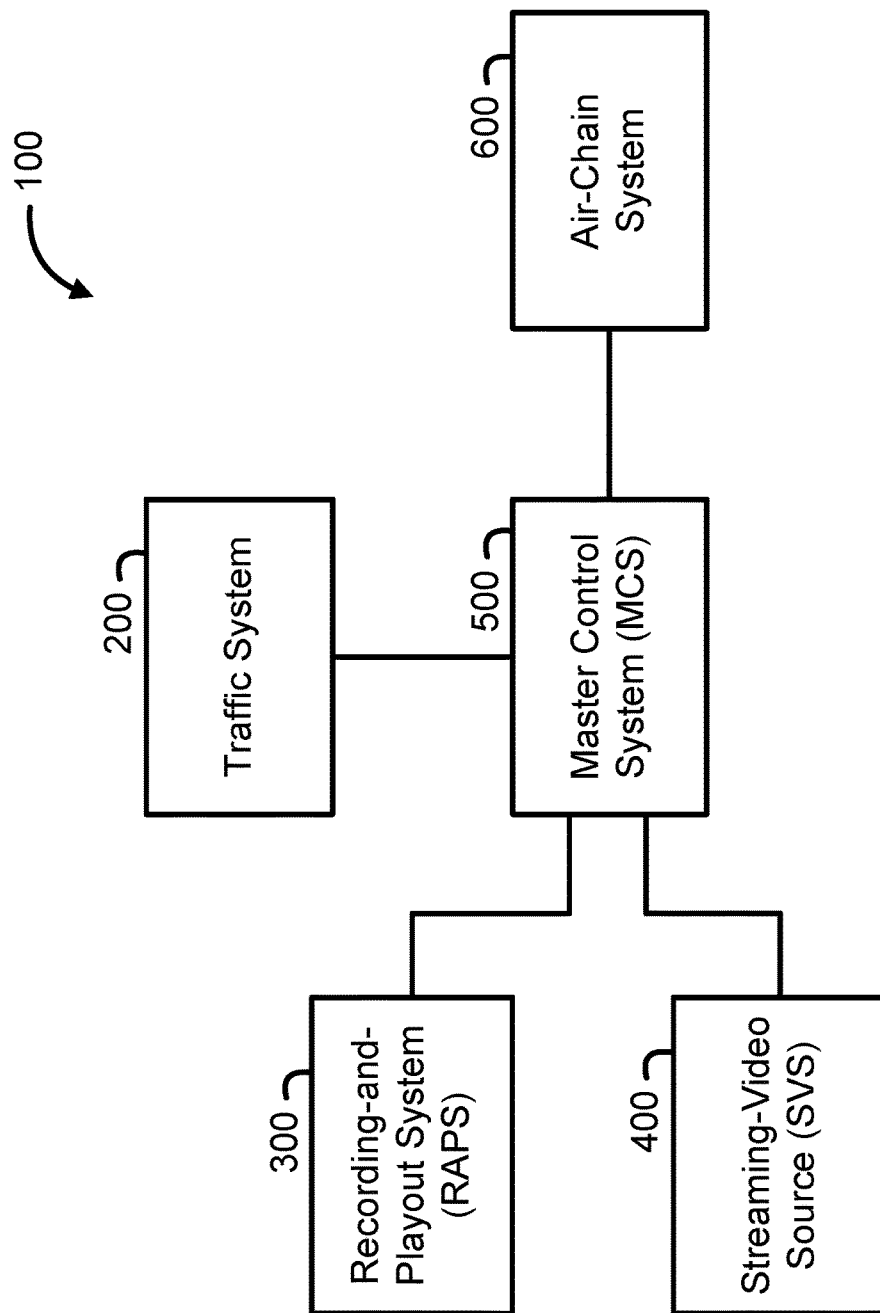 100
200
Traffic System
300
Recording-and-
Playout System
(RAPS)
500
Master Control
System (MCS)
600
Air-Chain
System
400
Streaming-Video
Source (SVS)